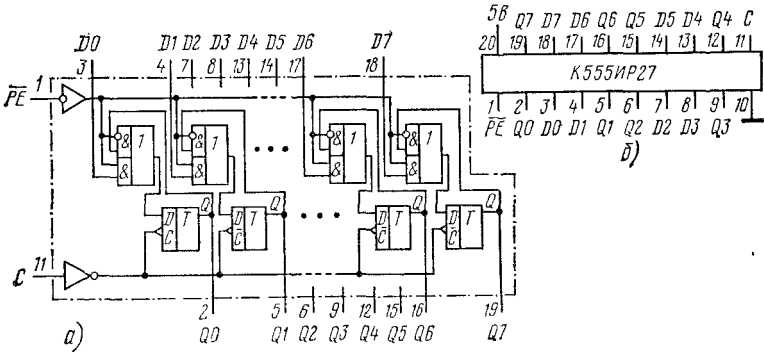 D0 D1 D2 D3 D4 D5 D6 D7
3 4 7 8 13 14 17 18
1
PE
& 1 & 1 & 1 & 1
& & & &
Q Q Q Q
D T D T D T D T
C C C C
11
C
2 5 6 9 12 15 16 19
Q0 Q1 Q2 Q3 Q4 Q5 Q6 Q7
а)
5В Q7 D7 D6 Q6 Q5 D5 D4 Q4 C
20 19 18 17 16 15 14 13 12 11
К555ИР27
1 2 3 4 5 6 7 8 9 10
PE Q0 D0 D1 Q1 Q2 D2 D3 Q3
б)